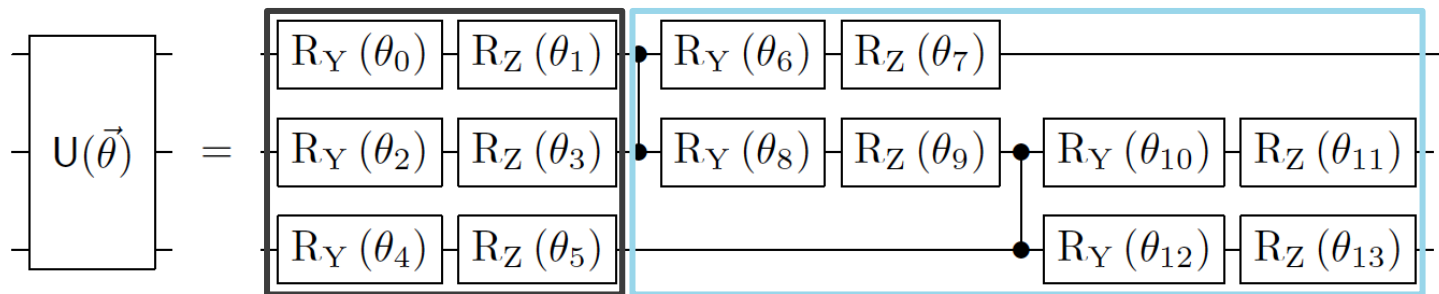 R_Y (θ_0) R_Z (θ_1) R_Y (θ_6) R_Z (θ_7)
U(θ⃗) = R_Y (θ_2) R_Z (θ_3) R_Y (θ_8) R_Z (θ_9) R_Y (θ_10) R_Z (θ_11)
R_Y (θ_4) R_Z (θ_5) R_Y (θ_12) R_Z (θ_13)